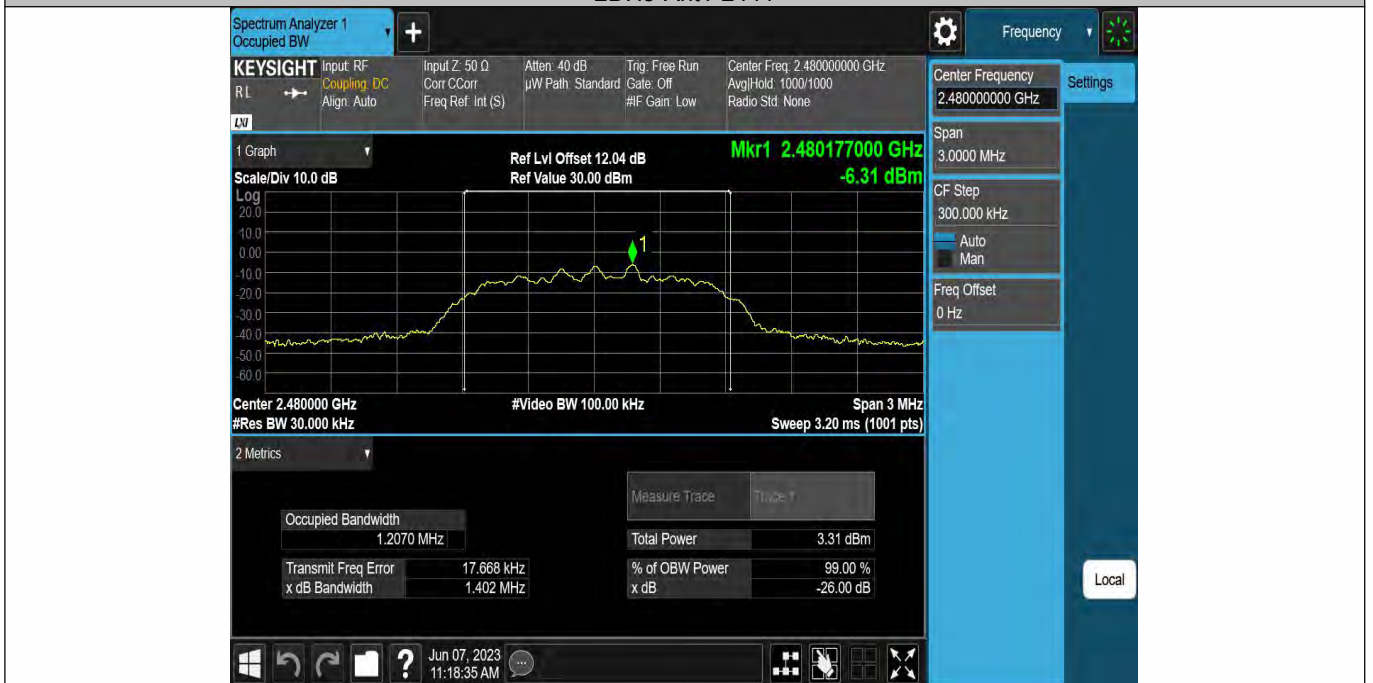 Spectrum Analyzer 1
Occupied BW
Frequency
KEYSIGHT
RL
LXI
Input: RF
Coupling: DC
Align: Auto
Input Z: 50 Ω
Corr CCorr
Freq Ref: Int (S)
Atten: 40 dB
µW Path: Standard
Trig: Free Run
Gate: Off
#IF Gain: Low
Center Freq: 2.480000000 GHz
Avg|Hold: 1000/1000
Radio Std: None
Center Frequency
2.480000000 GHz
Settings
Span
3.0000 MHz
CF Step
300.000 kHz
Auto
Man
Freq Offset
0 Hz
Local
1 Graph
Scale/Div 10.0 dB
Ref Lvl Offset 12.04 dB
Ref Value 30.00 dBm
Mkr1 2.480177000 GHz
-6.31 dBm
Log
20.0
10.0
0.00
-10.0
-20.0
-30.0
-40.0
-50.0
-60.0
1
Center 2.480000 GHz
#Video BW 100.00 kHz
Span 3 MHz
#Res BW 30.000 kHz
Sweep 3.20 ms (1001 pts)
2 Metrics
Measure Trace
Trace 1
Occupied Bandwidth
1.2070 MHz
Total Power 3.31 dBm
Transmit Freq Error 17.668 kHz
% of OBW Power 99.00 %
x dB Bandwidth 1.402 MHz
x dB -26.00 dB
Jun 07, 2023
11:18:35 AM